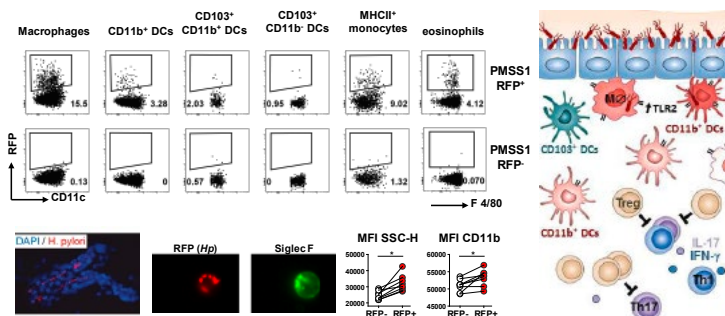 Macrophages
CD11b⁺ DCs
CD103⁺
CD11b⁺ DCs
CD103⁺
CD11b⁻ DCs
MHCII⁺
monocytes
eosinophils
15.5
3.28
2.03
0.95
9.02
4.12
PMSS1
RFP⁺
0.13
0
0.57
0
1.32
0.070
PMSS1
RFP⁻
RFP
CD11c
F 4/80
DAPI / H. pylori
RFP (Hp)
Siglec F
MFI SSC-H
*
50000
40000
30000
20000
RFP- RFP+
MFI CD11b
*
60000
55000
50000
45000
RFP- RFP+
MØ
TLR2
CD103⁺ DCs
CD11b⁺ DCs
CD11b⁺ DCs
Treg
IL-17
IFN-γ
Th1
Th17